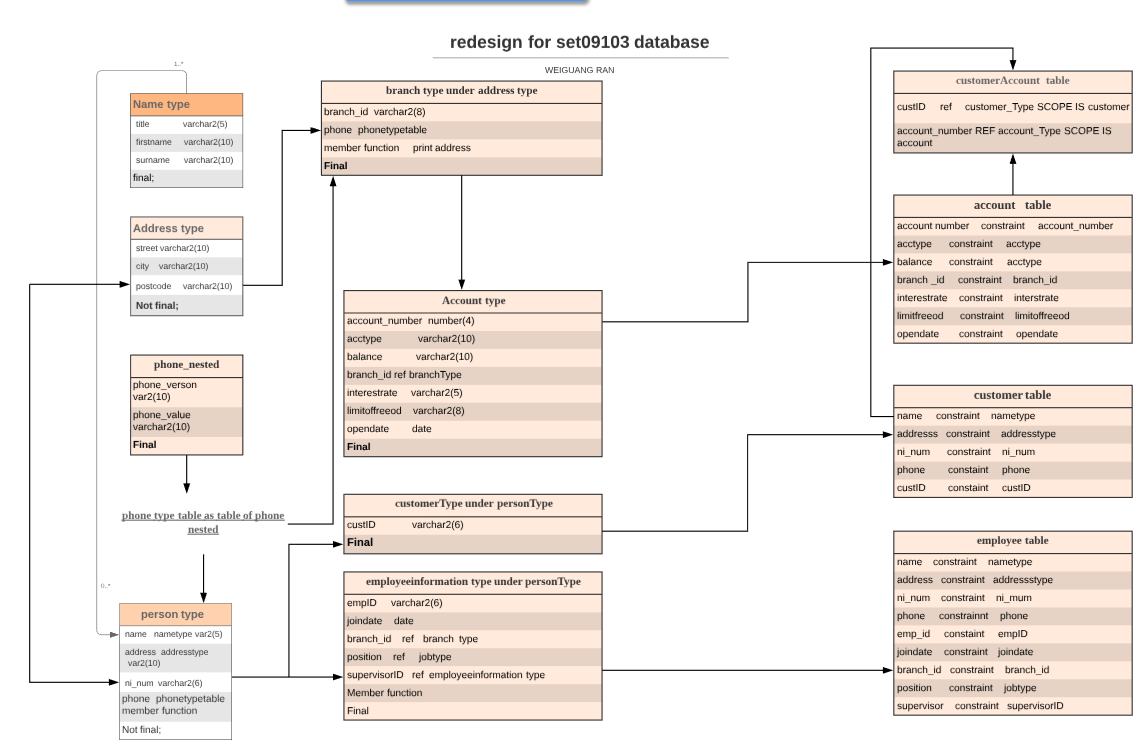 redesign for set09103 database
WEIGUANG RAN
1..*
Name type
title varchar2(5)
firstname varchar2(10)
surname varchar2(10)
final;
Address type
street varchar2(10)
city varchar2(10)
postcode varchar2(10)
Not final;
phone_nested
phone_verson
var2(10)
phone_value
varchar2(10)
Final
phone type table as table of phone
nested
0..*
person type
name nametype var2(5)
address addresstype
var2(10)
ni_num varchar2(6)
phone phonetypetable
member function
Not final;
branch type under address type
branch_id varchar2(8)
phone phonetypetable
member function print address
Final
Account type
account_number number(4)
acctype varchar2(10)
balance varchar2(10)
branch_id ref branchType
interestrate varchar2(5)
limitoffreeod varchar2(8)
opendate date
Final
customerType under personType
custID varchar2(6)
Final
employeeinformation type under personType
empID varchar2(6)
joindate date
branch_id ref branch type
position ref jobtype
supervisorID ref employeeinformation type
Member function
Final
customerAccount table
custID ref customer_Type SCOPE IS customer
account_number REF account_Type SCOPE IS
account
account table
account number constraint account_number
acctype constraint acctype
balance constraint acctype
branch _id constraint branch_id
interestrate constraint interstrate
limitfreeod constraint limitoffreeod
opendate constraint opendate
customer table
name constraint nametype
addresss constraint addresstype
ni_num constraint ni_num
phone constaint phone
custID constraint custID
employee table
name constraint nametype
address constraint addressstype
ni_num constraint ni_mum
phone constrainnt phone
emp_id constaint empID
joindate constraint joindate
branch_id constraint branch_id
position constraint jobtype
supervisor constraint supervisorID